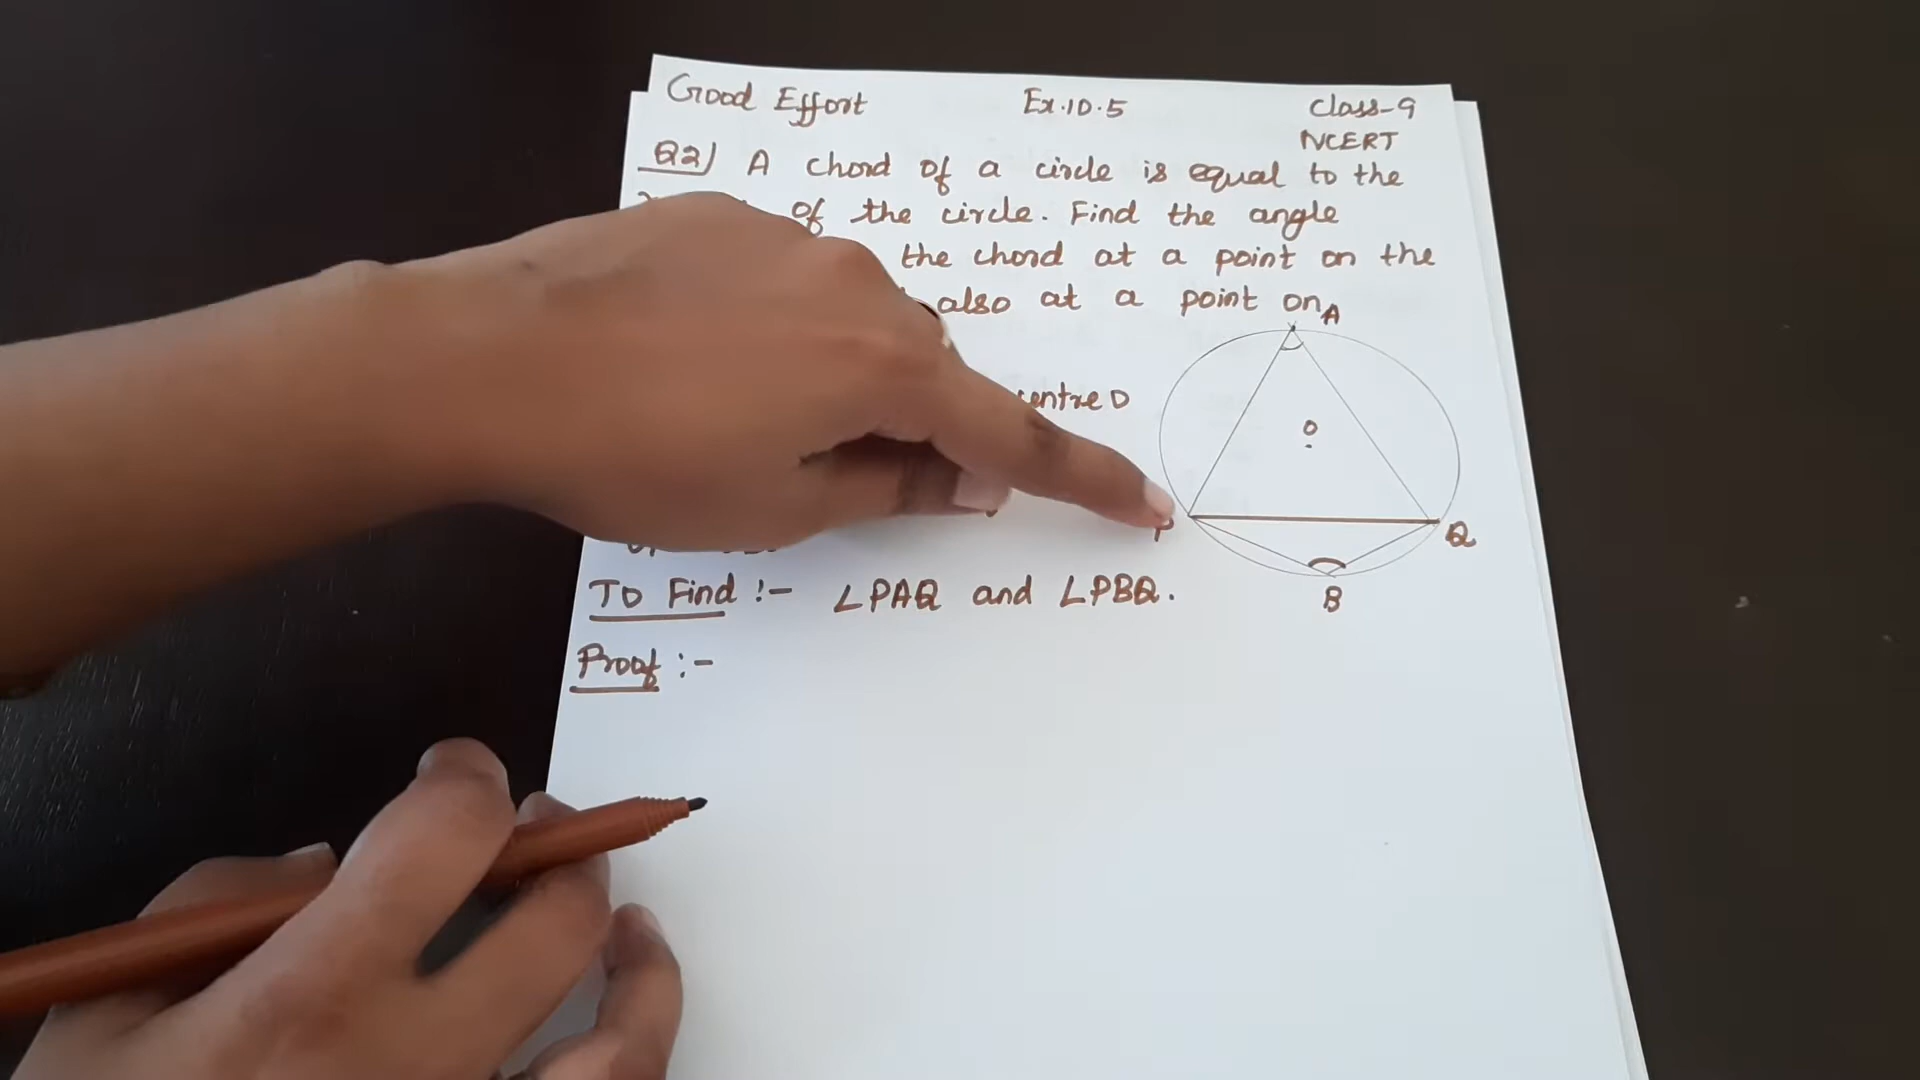 Good Effort Ex.10.5 Class-9
NCERT
Q2) A chord of a circle is equal to the
of the circle. Find the angle
the chord at a point on the
also at a point on
A
centre O
O
P
Q
To Find :- ∠PAQ and ∠PBQ.
B
Proof :-